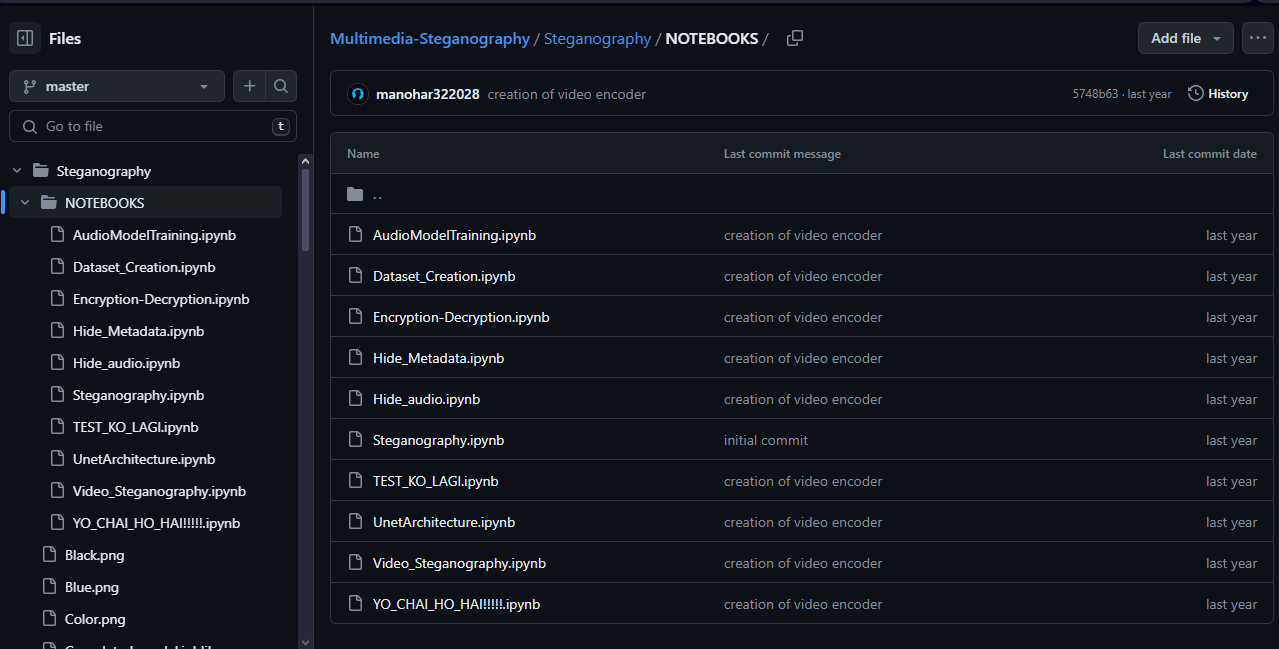 Files
master
Go to file
t
Steganography
NOTEBOOKS
AudioModelTraining.ipynb
Dataset_Creation.ipynb
Encryption-Decryption.ipynb
Hide_Metadata.ipynb
Hide_audio.ipynb
Steganography.ipynb
TEST_KO_LAGI.ipynb
UnetArchitecture.ipynb
Video_Steganography.ipynb
YO_CHAI_HO_HAI!!!!!.ipynb
Black.png
Blue.png
Color.png
Multimedia-Steganography / Steganography / NOTEBOOKS /
Add file
manohar322028 creation of video encoder 5748b63 · last year History
Name Last commit message Last commit date
..
AudioModelTraining.ipynb creation of video encoder last year
Dataset_Creation.ipynb creation of video encoder last year
Encryption-Decryption.ipynb creation of video encoder last year
Hide_Metadata.ipynb creation of video encoder last year
Hide_audio.ipynb creation of video encoder last year
Steganography.ipynb initial commit last year
TEST_KO_LAGI.ipynb creation of video encoder last year
UnetArchitecture.ipynb creation of video encoder last year
Video_Steganography.ipynb creation of video encoder last year
YO_CHAI_HO_HAI!!!!!.ipynb creation of video encoder last year